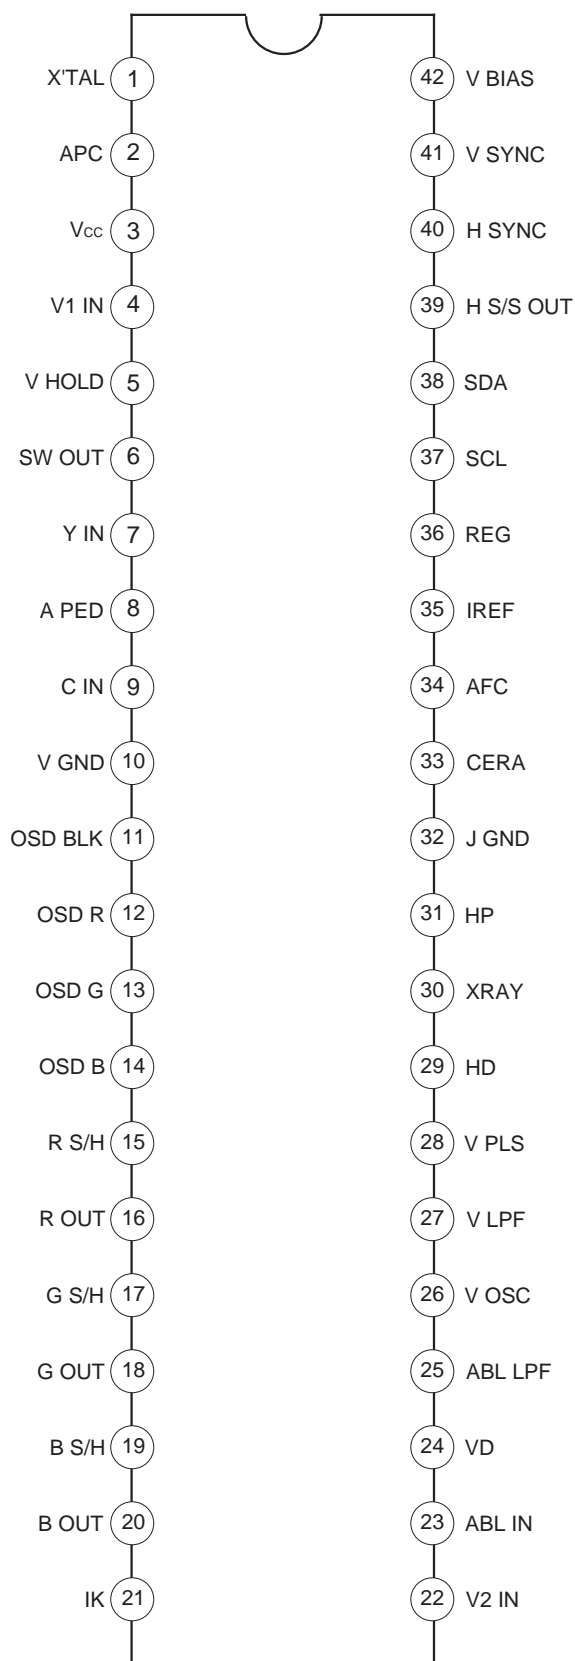 X'TAL 1 42 V BIAS
APC 2 41 V SYNC
Vcc 3 40 H SYNC
V1 IN 4 39 H S/S OUT
V HOLD 5 38 SDA
SW OUT 6 37 SCL
Y IN 7 36 REG
A PED 8 35 IREF
C IN 9 34 AFC
V GND 10 33 CERA
OSD BLK 11 32 J GND
OSD R 12 31 HP
OSD G 13 30 XRAY
OSD B 14 29 HD
R S/H 15 28 V PLS
R OUT 16 27 V LPF
G S/H 17 26 V OSC
G OUT 18 25 ABL LPF
B S/H 19 24 VD
B OUT 20 23 ABL IN
IK 21 22 V2 IN